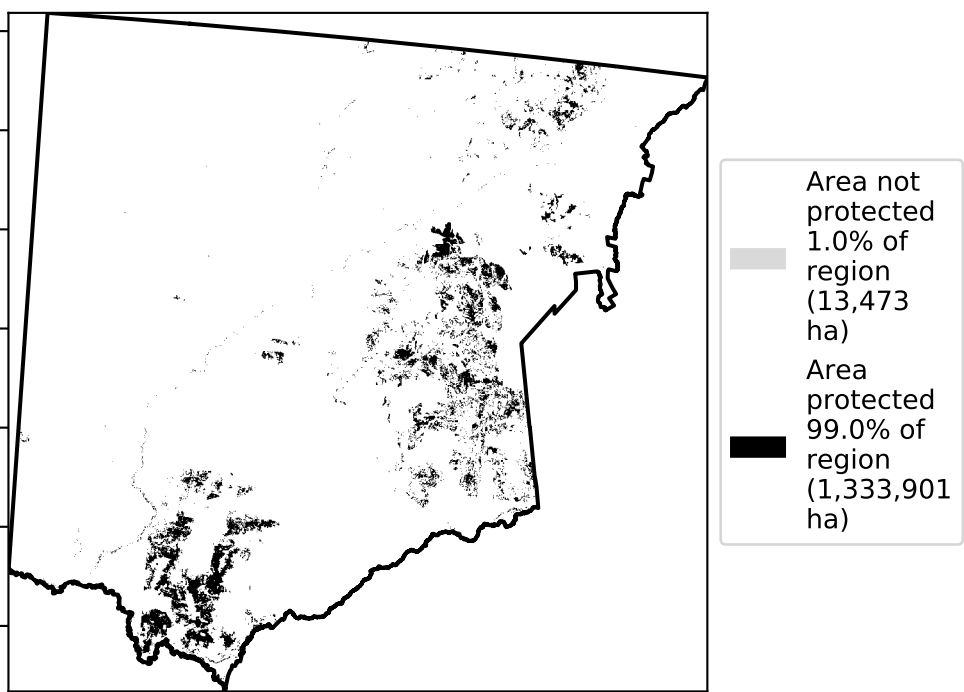 Area not
protected
1.0% of
region
(13,473
ha)
Area
protected
99.0% of
region
(1,333,901
ha)